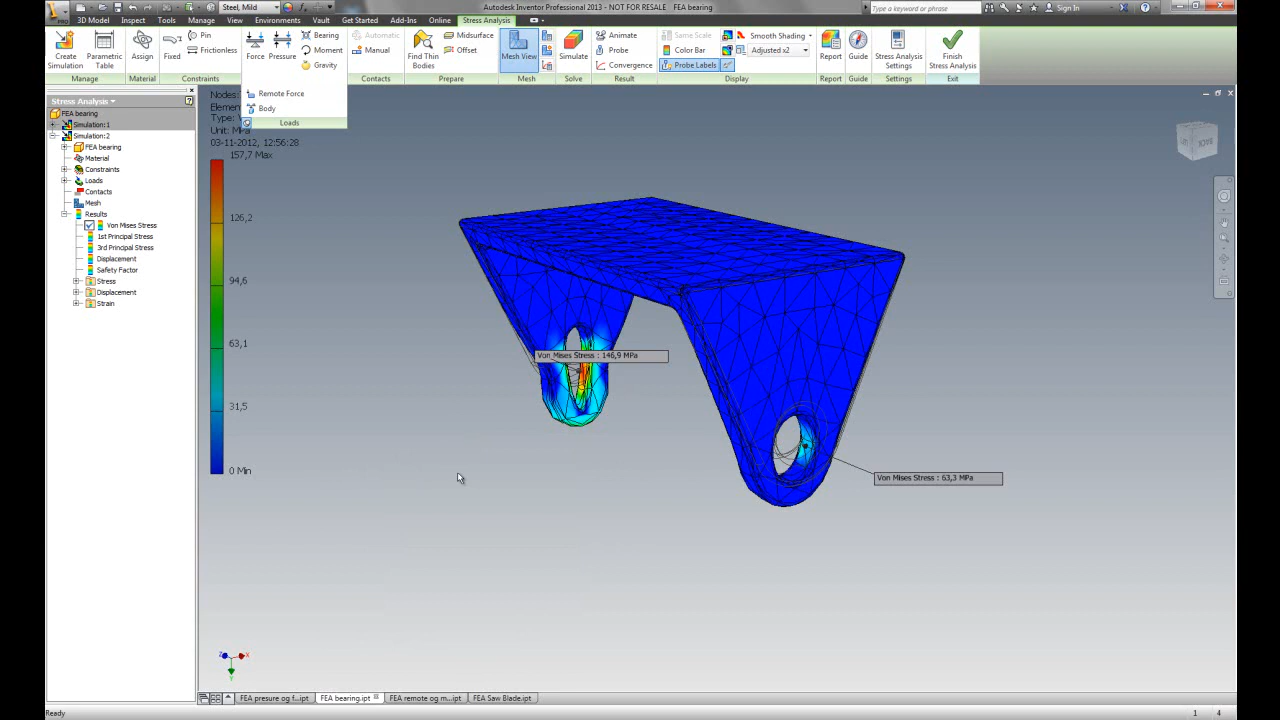 Steel, Mild
Autodesk Inventor Professional 2013 - NOT FOR RESALE FEA bearing
Type a keyword or phrase
Sign In
PRO
3D Model Inspect Tools Manage View Environments Vault Get Started Add-Ins Online Stress Analysis
Create Simulation
Parametric Table
Assign
Fixed
Pin
Frictionless
Force
Pressure
Bearing
Moment
Gravity
Remote Force
Body
Automatic
Manual
Find Thin Bodies
Midsurface
Offset
Mesh View
Simulate
Animate
Probe
Convergence
Same Scale
Color Bar
Probe Labels
Smooth Shading
Adjusted x2
Report
Guide
Stress Analysis Settings
Finish Stress Analysis
Manage Material Constraints Loads Contacts Prepare Mesh Solve Result Display Report Guide Settings Exit
Stress Analysis
FEA bearing
Simulation:1
Simulation:2
FEA bearing
Material
Constraints
Loads
Contacts
Mesh
Results
Von Mises Stress
1st Principal Stress
3rd Principal Stress
Displacement
Safety Factor
Stress
Displacement
Strain
Nodes:
Unit: MPa
03-11-2012, 12:56:28
157,7 Max
126,2
94,6
63,1
31,5
0 Min
Von Mises Stress : 146,9 MPa
Von Mises Stress : 63,3 MPa
BACK
Z X
Y
FEA presure og f...ipt FEA bearing.ipt FEA remote og m...ipt FEA Saw Blade.ipt
Ready
1 4